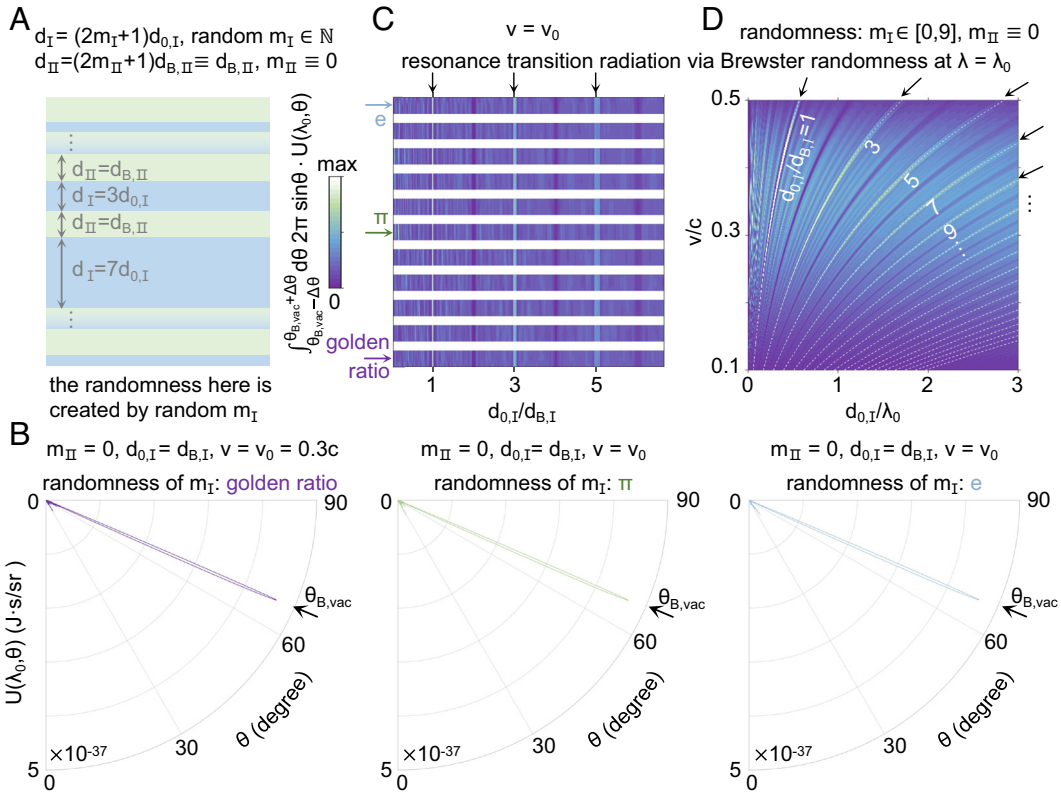 A
d_I = (2m_I+1)d_0,I, random m_I ∈ ℕ
d_II=(2m_II+1)d_B,II≡ d_B,II, m_II ≡ 0
⋮
d_II=d_B,II
d_I=3d_0,I
d_II=d_B,II
d_I=7d_0,I
⋮
the randomness here is
created by random m_I
∫_θB,vac−Δθ^θB,vac+Δθ dθ 2π sinθ · U(λ_0,θ)
max
0
C
v = v_0
resonance transition radiation via Brewster randomness at λ = λ_0
e
π
golden
ratio
1 3 5
d_0,I/d_B,I
D
randomness: m_I ∈ [0,9], m_II ≡ 0
v/c
0.5
0.3
0.1
d_0,I/d_B,I=1
3
5
7
9...
⋮
0 1 2 3
d_0,I/λ_0
B
m_II = 0, d_0,I= d_B,I, v = v_0 = 0.3c
randomness of m_I: golden ratio
0
90
U(λ_0,θ) (J·s/sr)
θ_B,vac
60
θ (degree)
30
×10^-37
5
0
m_II = 0, d_0,I= d_B,I, v = v_0
randomness of m_I: π
90
θ_B,vac
60
θ (degree)
30
×10^-37
0
m_II = 0, d_0,I= d_B,I, v = v_0
randomness of m_I: e
90
θ_B,vac
60
θ (degree)
30
×10^-37
0